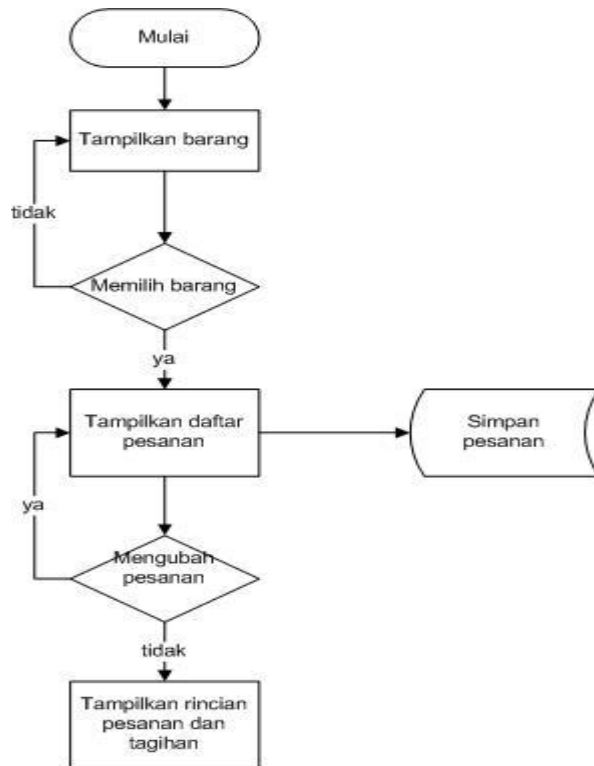 Mulai
Tampilkan barang
tidak
Memilih barang
ya
Tampilkan daftar
pesanan
Simpan
pesanan
ya
Mengubah
pesanan
tidak
Tampilkan rincian
pesanan dan
tagihan